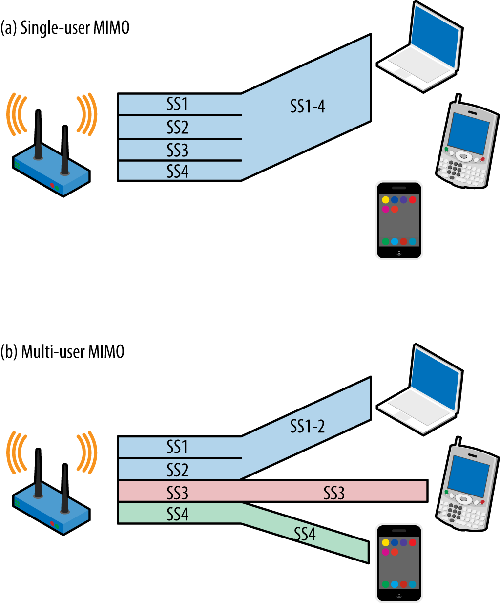 (a) Single-user MIMO
SS1
SS2
SS3
SS4
SS1-4
(b) Multi-user MIMO
SS1
SS2
SS3
SS4
SS1-2
SS3
SS4